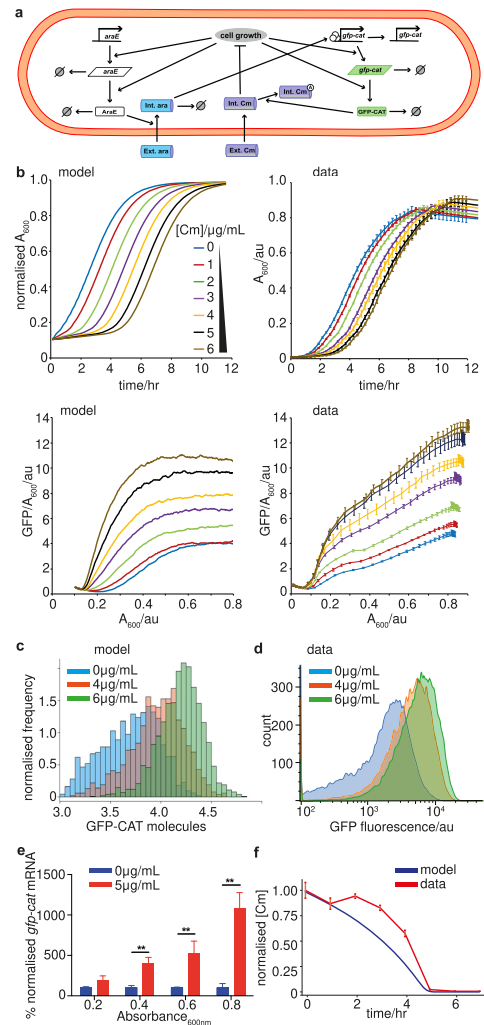 a
araE
cell growth
gfp-cat
gfp-cat
araE
gfp-cat
AraE
Int. ara
Int. Cm
Int. Cm
A
GFP-CAT
Ext. ara
Ext. Cm
b
model
data
normalised A600
1.0
0.8
0.6
0.4
0.2
0
0 2 4 6 8 10 12
time/hr
[Cm]/μg/mL
0
1
2
3
4
5
6
A600/au
1.0
0.8
0.6
0.4
0.2
0
0 2 4 6 8 10 12
time/hr
model
data
GFP/A600/au
14
12
10
8
6
4
2
0
0 0.2 0.4 0.6 0.8
A600/au
GFP/A600/au
14
12
10
8
6
4
2
0
0 0.2 0.4 0.6 0.8
A600/au
c
model
0μg/mL
4μg/mL
6μg/mL
normalised frequency
3.0 3.5 4.0 4.5
GFP-CAT molecules
d
data
0μg/mL
4μg/mL
6μg/mL
count
300
200
100
10² 10³ 10⁴
GFP fluorescence/au
e
0μg/mL
5μg/mL
% normalised gfp-cat mRNA
1500
1000
500
0
** ** **
0.2 0.4 0.6 0.8
Absorbance600nm
f
model
data
normalised [Cm]
1.00
0.75
0.50
0.25
0
0 2 4 6
time/hr